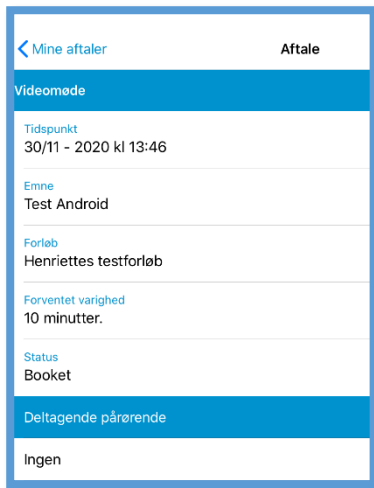 Mine aftaler
Aftale
Videomøde
Tidspunkt
30/11 - 2020 kl 13:46
Emne
Test Android
Forløb
Henriettes testforløb
Forventet varighed
10 minutter.
Status
Booket
Deltagende pårørende
Ingen